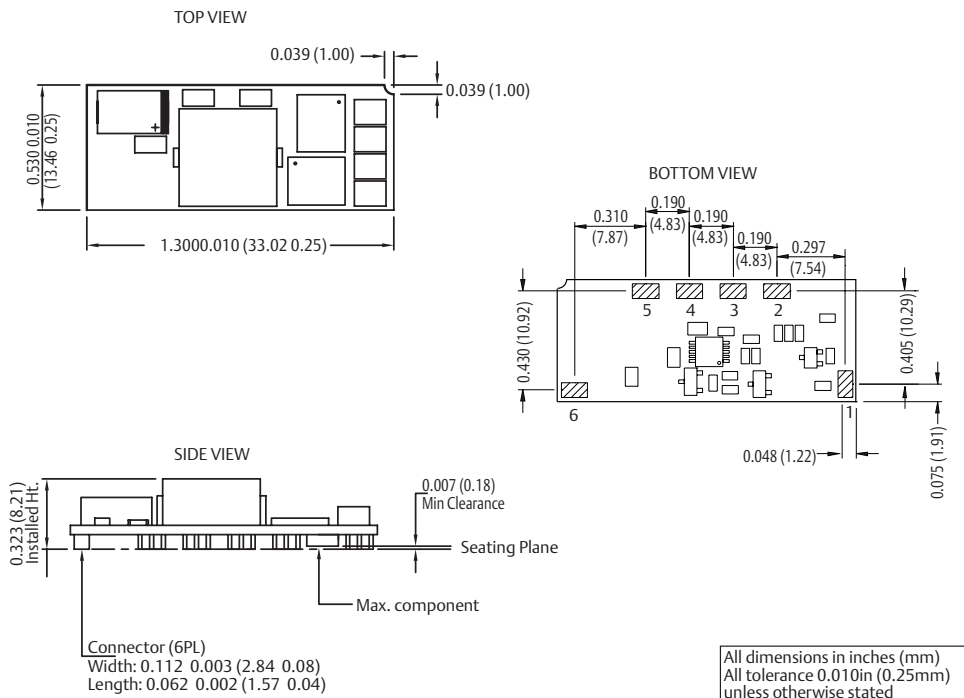 TOP VIEW
0.039 (1.00)
0.039 (1.00)
0.530 0.010
(13.46 0.25)
+
1.3000.010 (33.02 0.25)
BOTTOM VIEW
0.310
(7.87)
0.190
(4.83)
0.190
(4.83)
0.190
(4.83)
0.297
(7.54)
5
4
3
2
0.430 (10.92)
0.405 (10.29)
6
1
0.048 (1.22)
0.075 (1.91)
SIDE VIEW
0.323 (8.21)
Installed Ht.
0.007 (0.18)
Min Clearance
Seating Plane
Max. component
Connector (6PL)
Width: 0.112 0.003 (2.84 0.08)
Length: 0.062 0.002 (1.57 0.04)
All dimensions in inches (mm)
All tolerance 0.010in (0.25mm)
unless otherwise stated